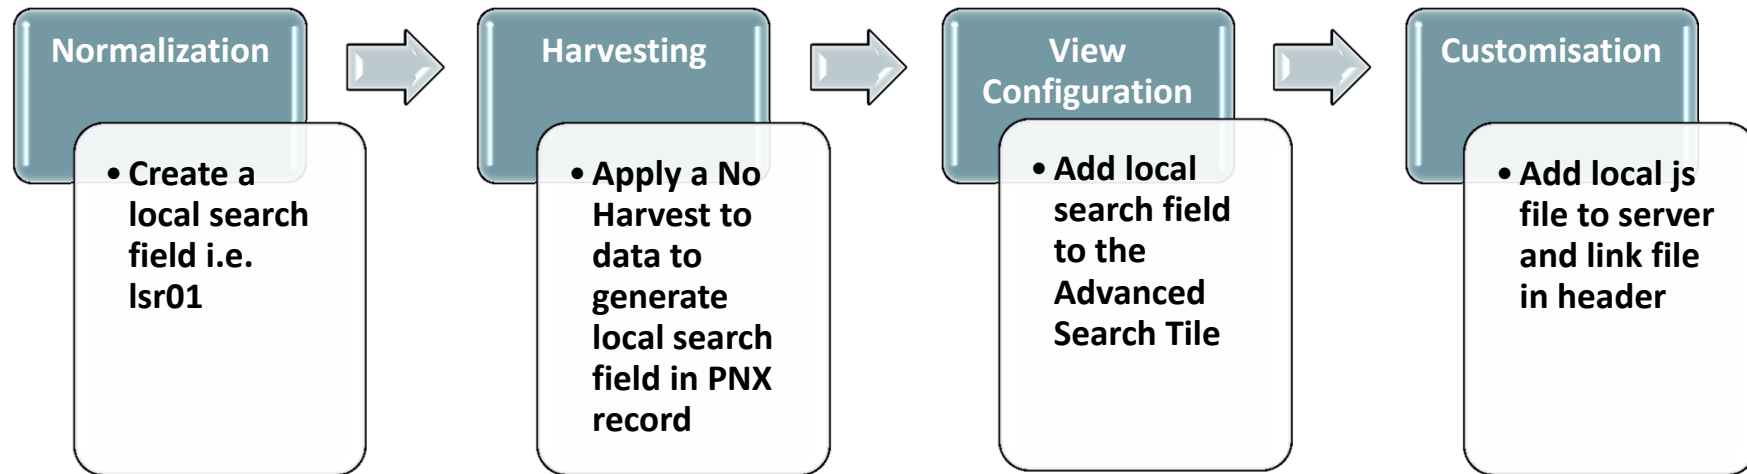 Normalization
• Create a
local search
field i.e.
lsr01
Harvesting
• Apply a No
Harvest to
data to
generate
local search
field in PNX
record
View
Configuration
• Add local
search field
to the
Advanced
Search Tile
Customisation
• Add local js
file to server
and link file
in header